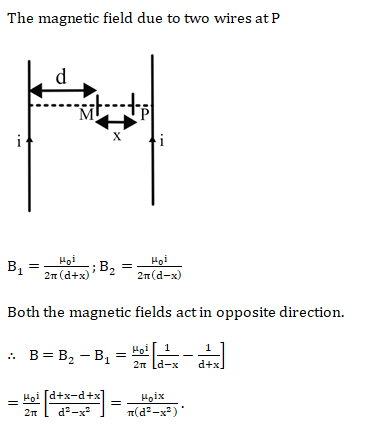 The magnetic field due to two wires at P
d
M P
i x i
B₁ = μ₀i / 2π(d+x) ; B₂ = μ₀i / 2π(d−x)
Both the magnetic fields act in opposite direction.
∴ B = B₂ − B₁ = μ₀i / 2π [1 / d−x − 1 / d+x]
= μ₀i / 2π [d+x−d+x / d²−x²] = μ₀ix / π(d²−x²) .